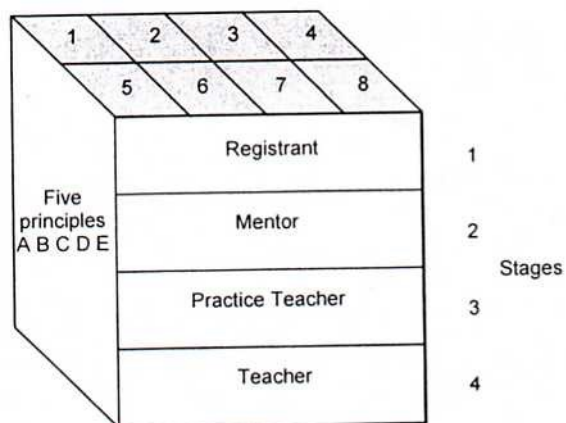 1 2 3 4
5 6 7 8
Registrant 1
Five
principles
A B C D E
Mentor 2
Stages
Practice Teacher 3
Teacher 4